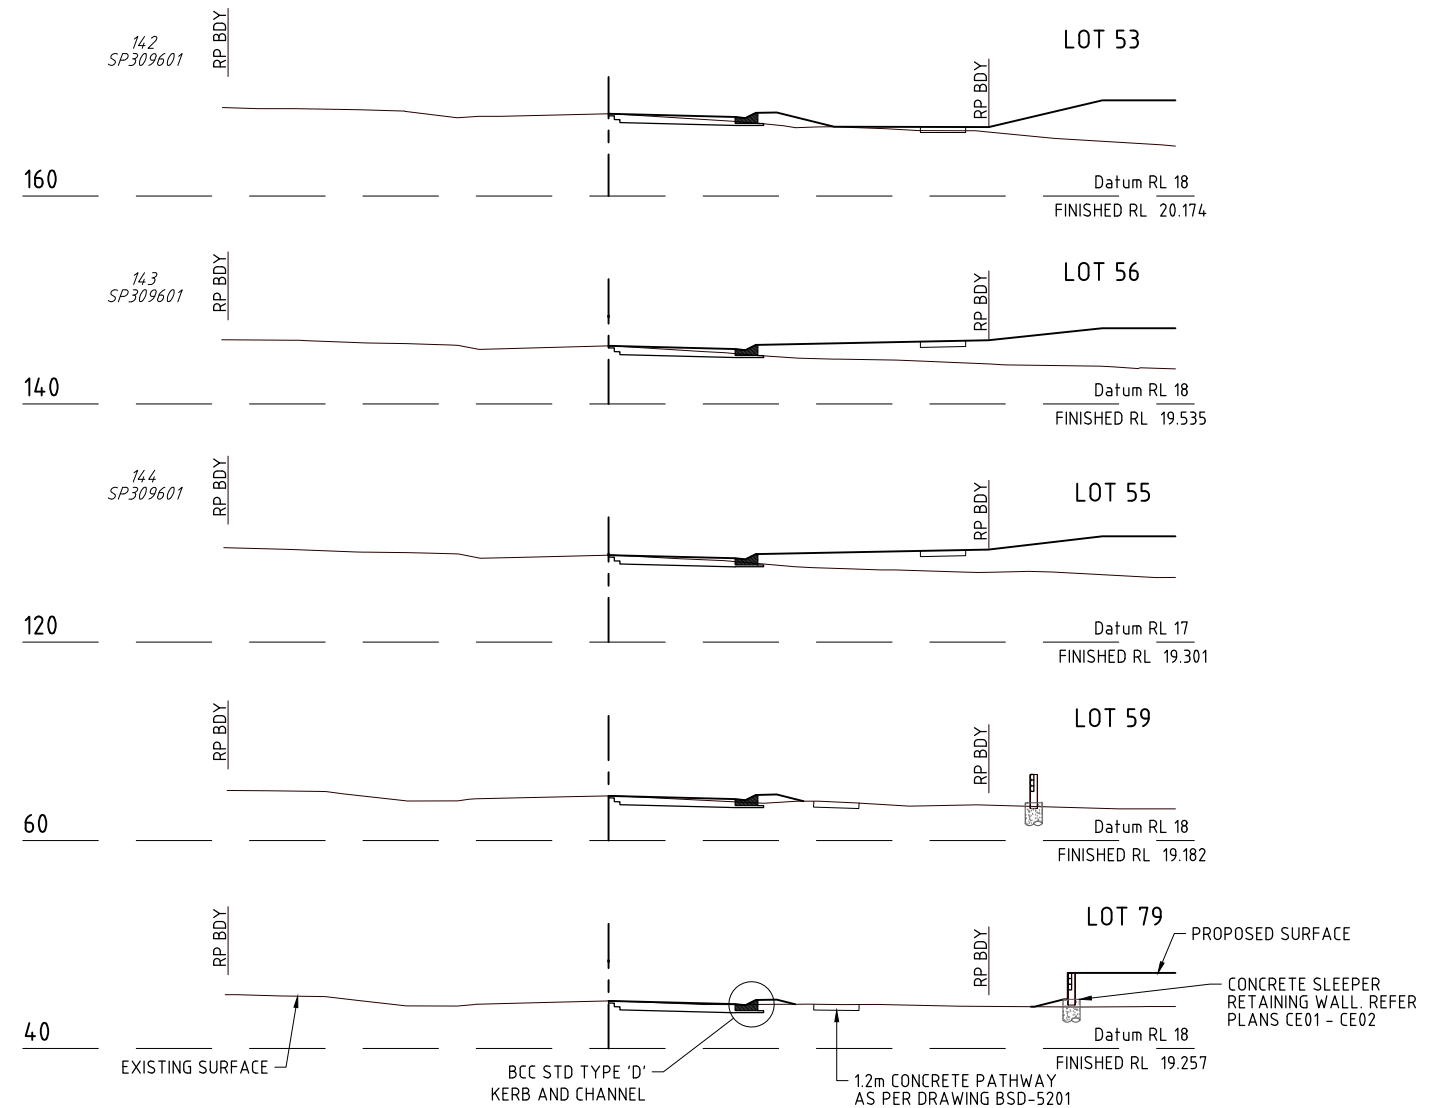 142
SP309601
RP BDY
RP BDY
LOT 53
160
Datum RL 18
FINISHED RL 20.174
143
SP309601
RP BDY
RP BDY
LOT 56
140
Datum RL 18
FINISHED RL 19.535
144
SP309601
RP BDY
RP BDY
LOT 55
120
Datum RL 17
FINISHED RL 19.301
RP BDY
RP BDY
LOT 59
60
Datum RL 18
FINISHED RL 19.182
RP BDY
RP BDY
LOT 79
PROPOSED SURFACE
CONCRETE SLEEPER
RETAINING WALL. REFER
PLANS CE01 - CE02
40
Datum RL 18
FINISHED RL 19.257
EXISTING SURFACE
BCC STD TYPE 'D'
KERB AND CHANNEL
1.2m CONCRETE PATHWAY
AS PER DRAWING BSD-5201